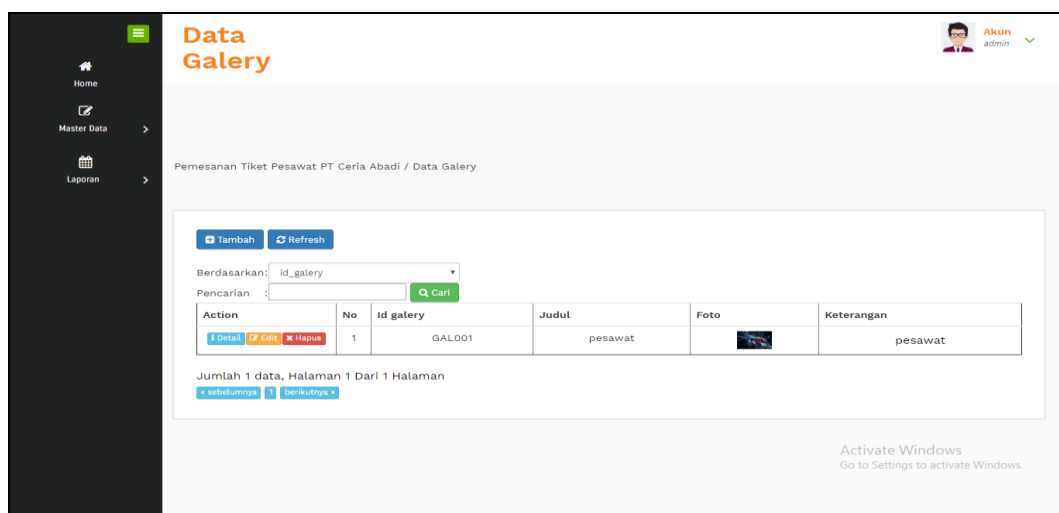 Data
Galery
Akun
admin
Home
Master Data
Laporan
Pemesanan Tiket Pesawat PT Ceria Abadi / Data Galery
Tambah Refresh
Berdasarkan: id_galery
Pencarian : Cari
Action No Id galery Judul Foto Keterangan
Detail Edit Hapus 1 GAL001 pesawat pesawat
Jumlah 1 data, Halaman 1 Dari 1 Halaman
« sebelumnya 1 berikutnya »
Activate Windows
Go to Settings to activate Windows.